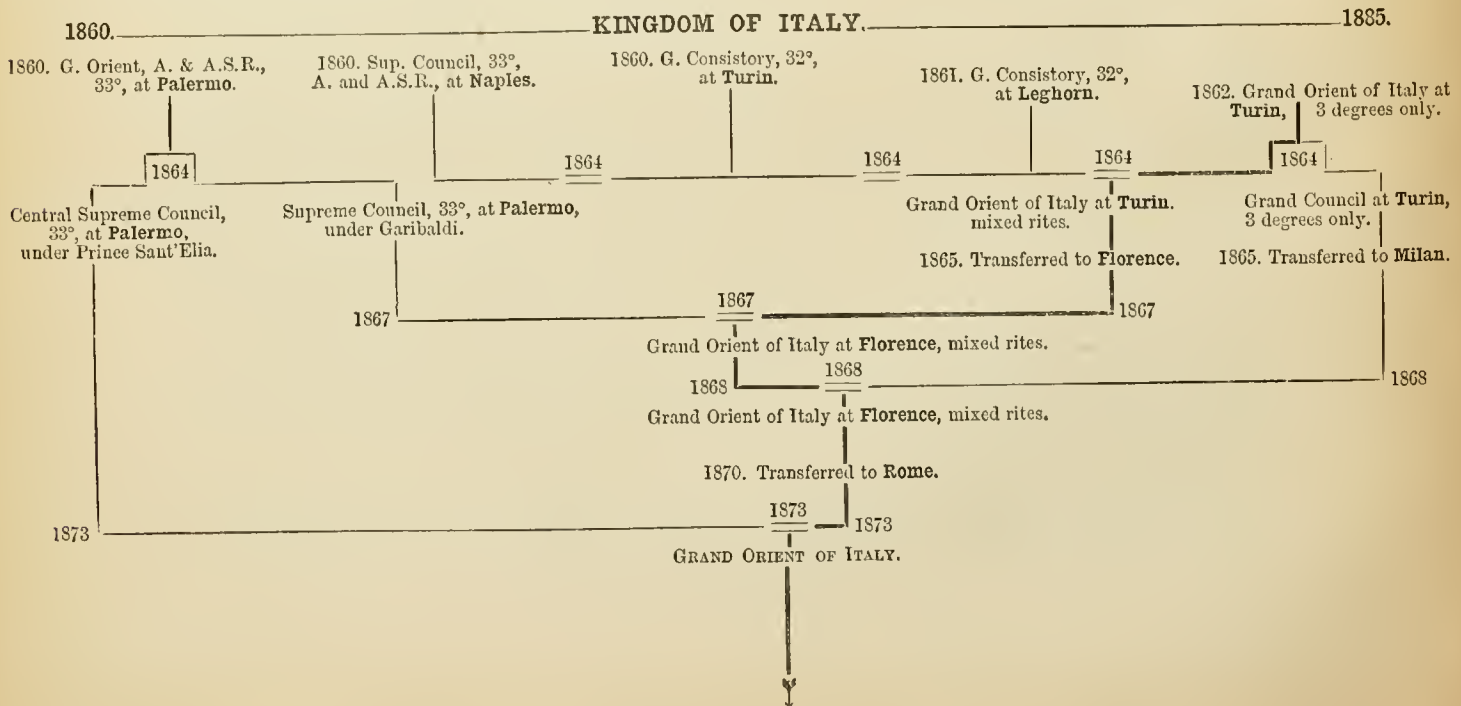 1860. KINGDOM OF ITALY. 1885.
1860. G. Orient, A. & A.S.R.,
33°, at Palermo.
1860. Sup. Council, 33°,
A. and A.S.R., at Naples.
1860. G. Consistory, 32°,
at Turin.
1861. G. Consistory, 32°,
at Leghorn.
1862. Grand Orient of Italy at
Turin, 3 degrees only.
1864
1864
1864
1864
1864
Central Supreme Council,
33°, at Palermo,
under Prince Sant'Elia.
Supreme Council, 33°, at Palermo,
under Garibaldi.
Grand Orient of Italy at Turin.
mixed rites.
Grand Council at Turin,
3 degrees only.
1865. Transferred to Florence.
1865. Transferred to Milan.
1867
1867
1867
Grand Orient of Italy at Florence, mixed rites.
1868
1868
1868
Grand Orient of Italy at Florence, mixed rites.
1870. Transferred to Rome.
1873
1873
1873
GRAND ORIENT OF ITALY.